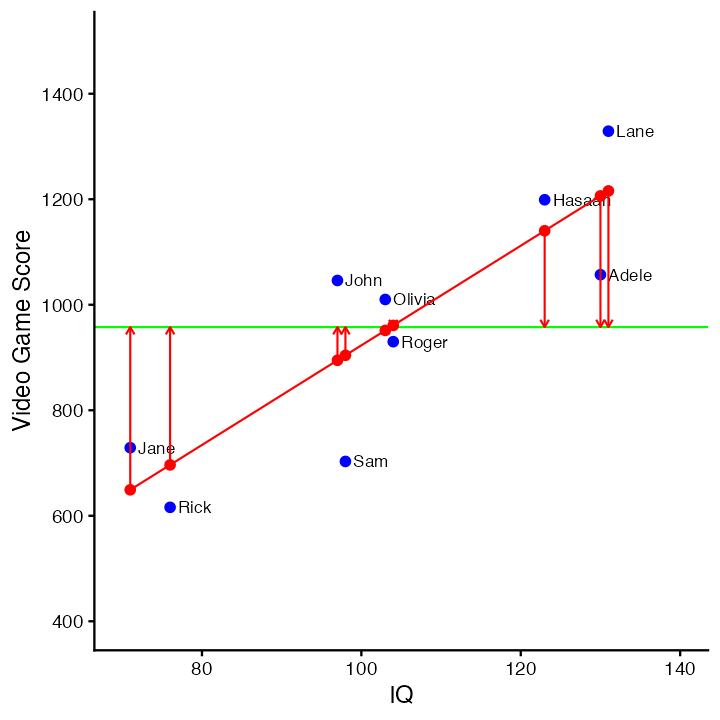 Video Game Score
1400
1200
1000
800
600
400
Lane
Hasaan
Adele
John
Olivia
Roger
Jane
Sam
Rick
80
100
120
140
IQ